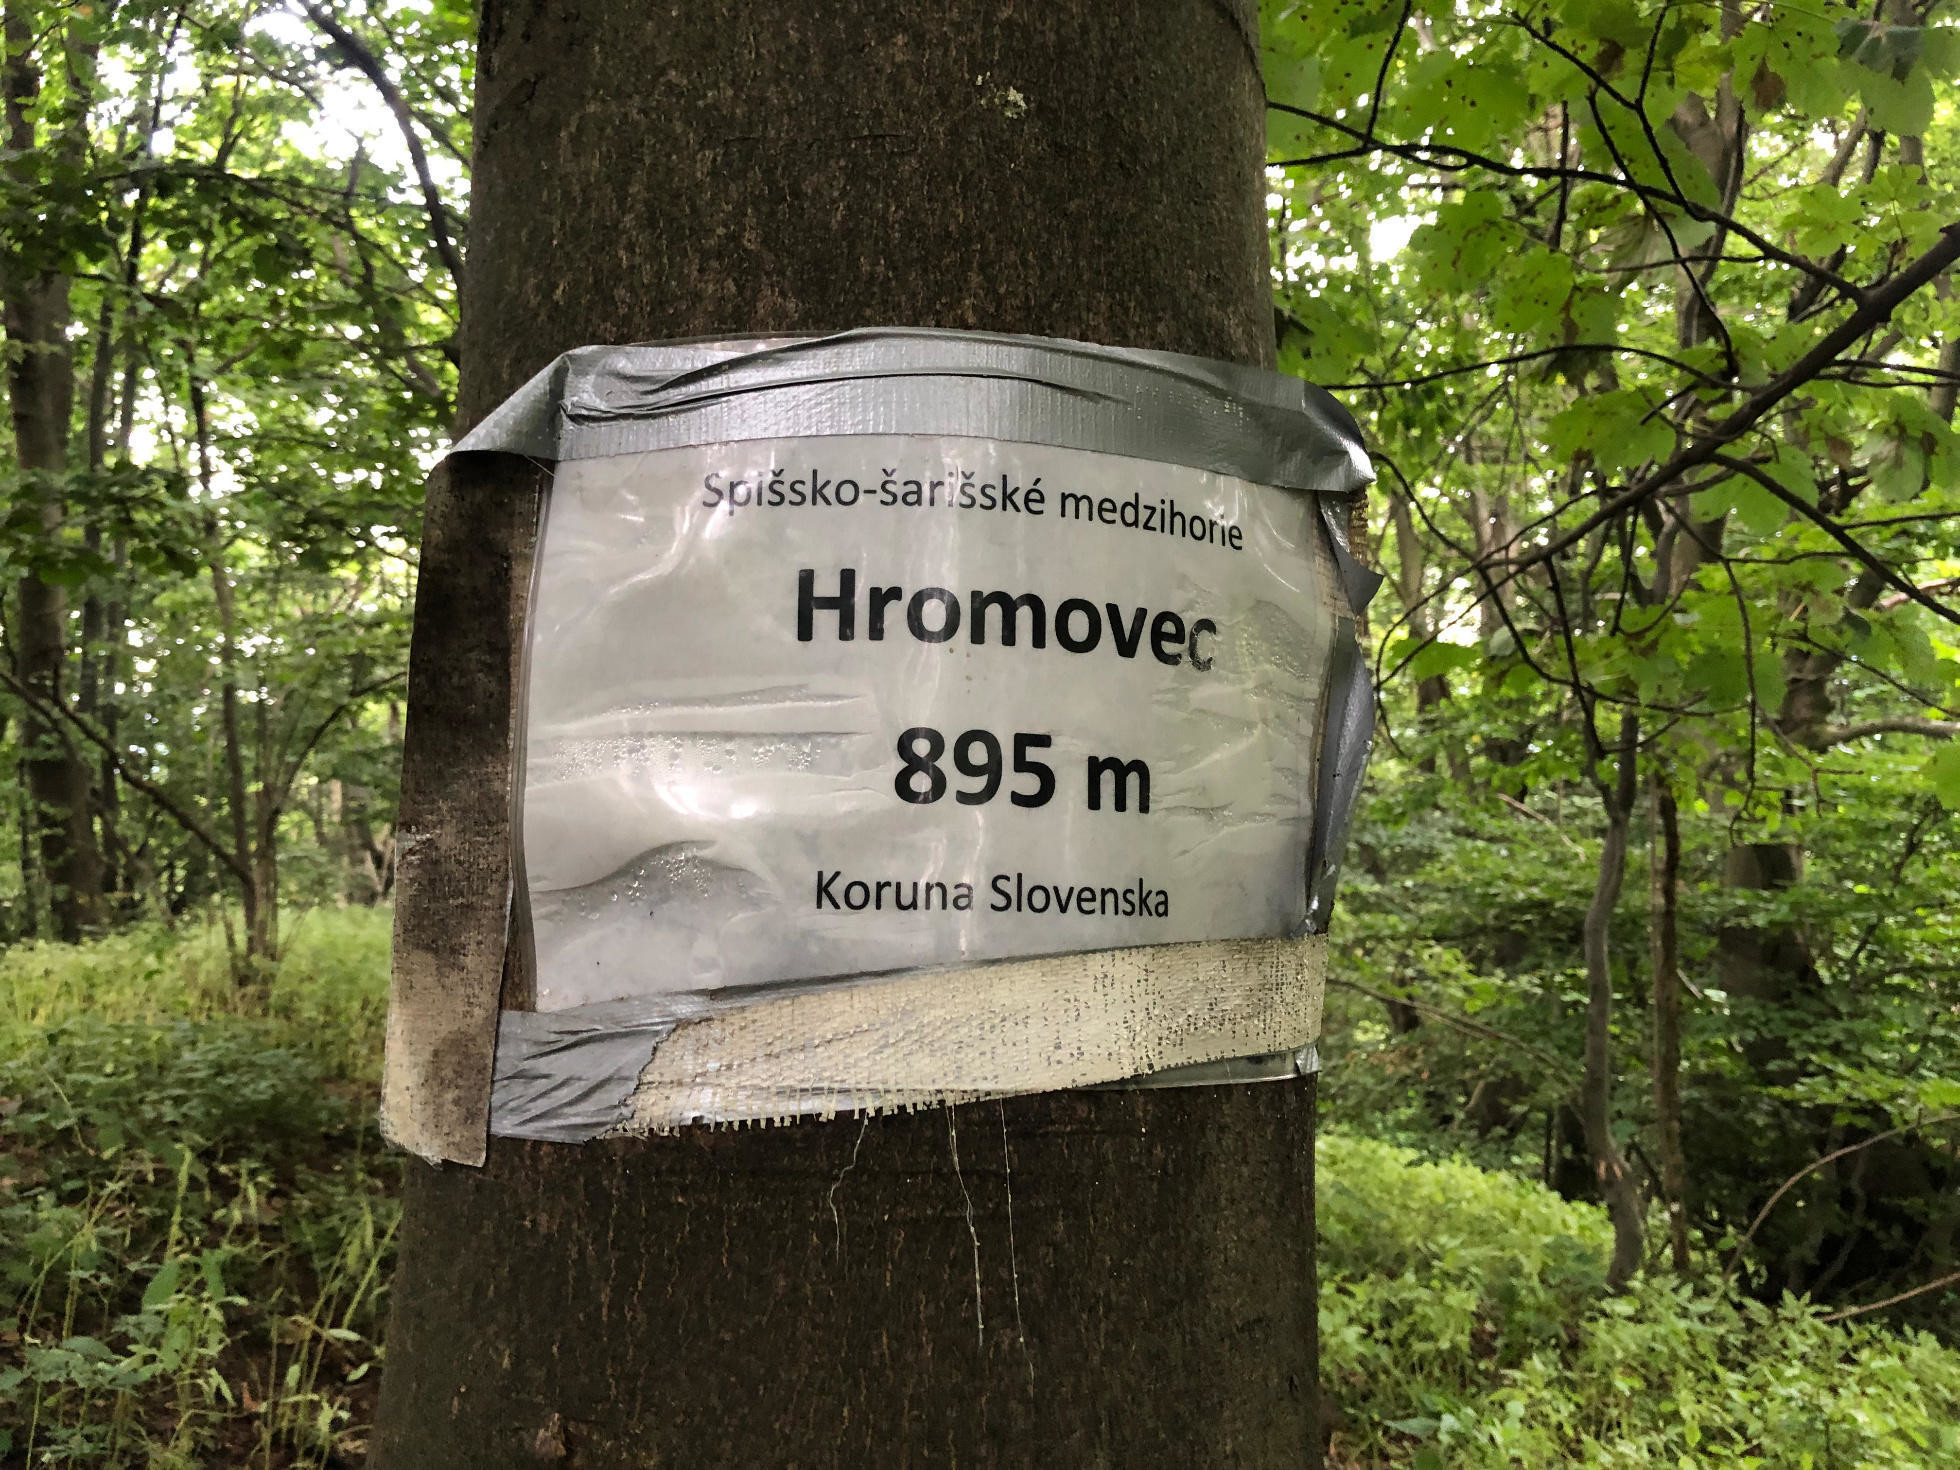 Spišsko-šarišské medzihorie
Hromovec
895 m
Koruna Slovenska